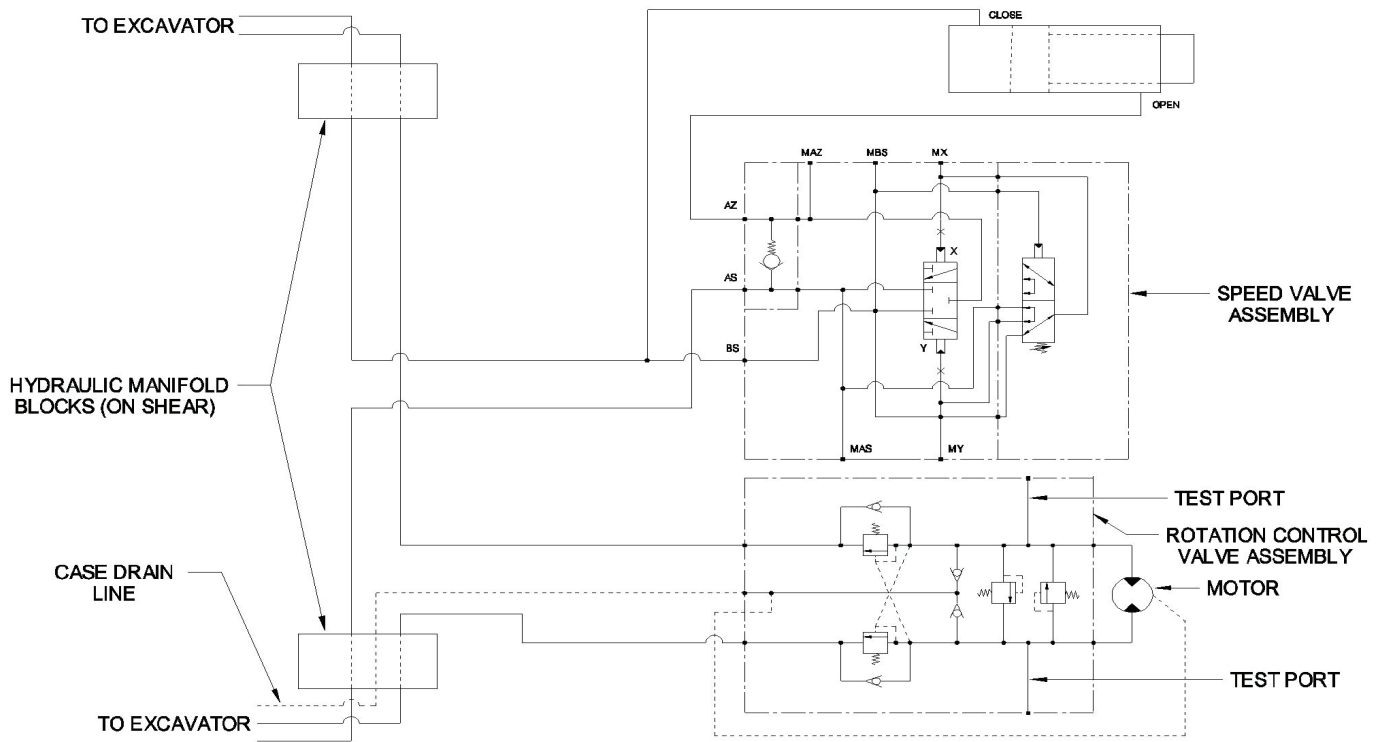 TO EXCAVATOR
CLOSE
OPEN
MAZ
MBS
MX
AZ
X
AS
SPEED VALVE
ASSEMBLY
Y
BS
HYDRAULIC MANIFOLD
BLOCKS (ON SHEAR)
MAS
MY
TEST PORT
ROTATION CONTROL
VALVE ASSEMBLY
CASE DRAIN
LINE
MOTOR
TEST PORT
TO EXCAVATOR